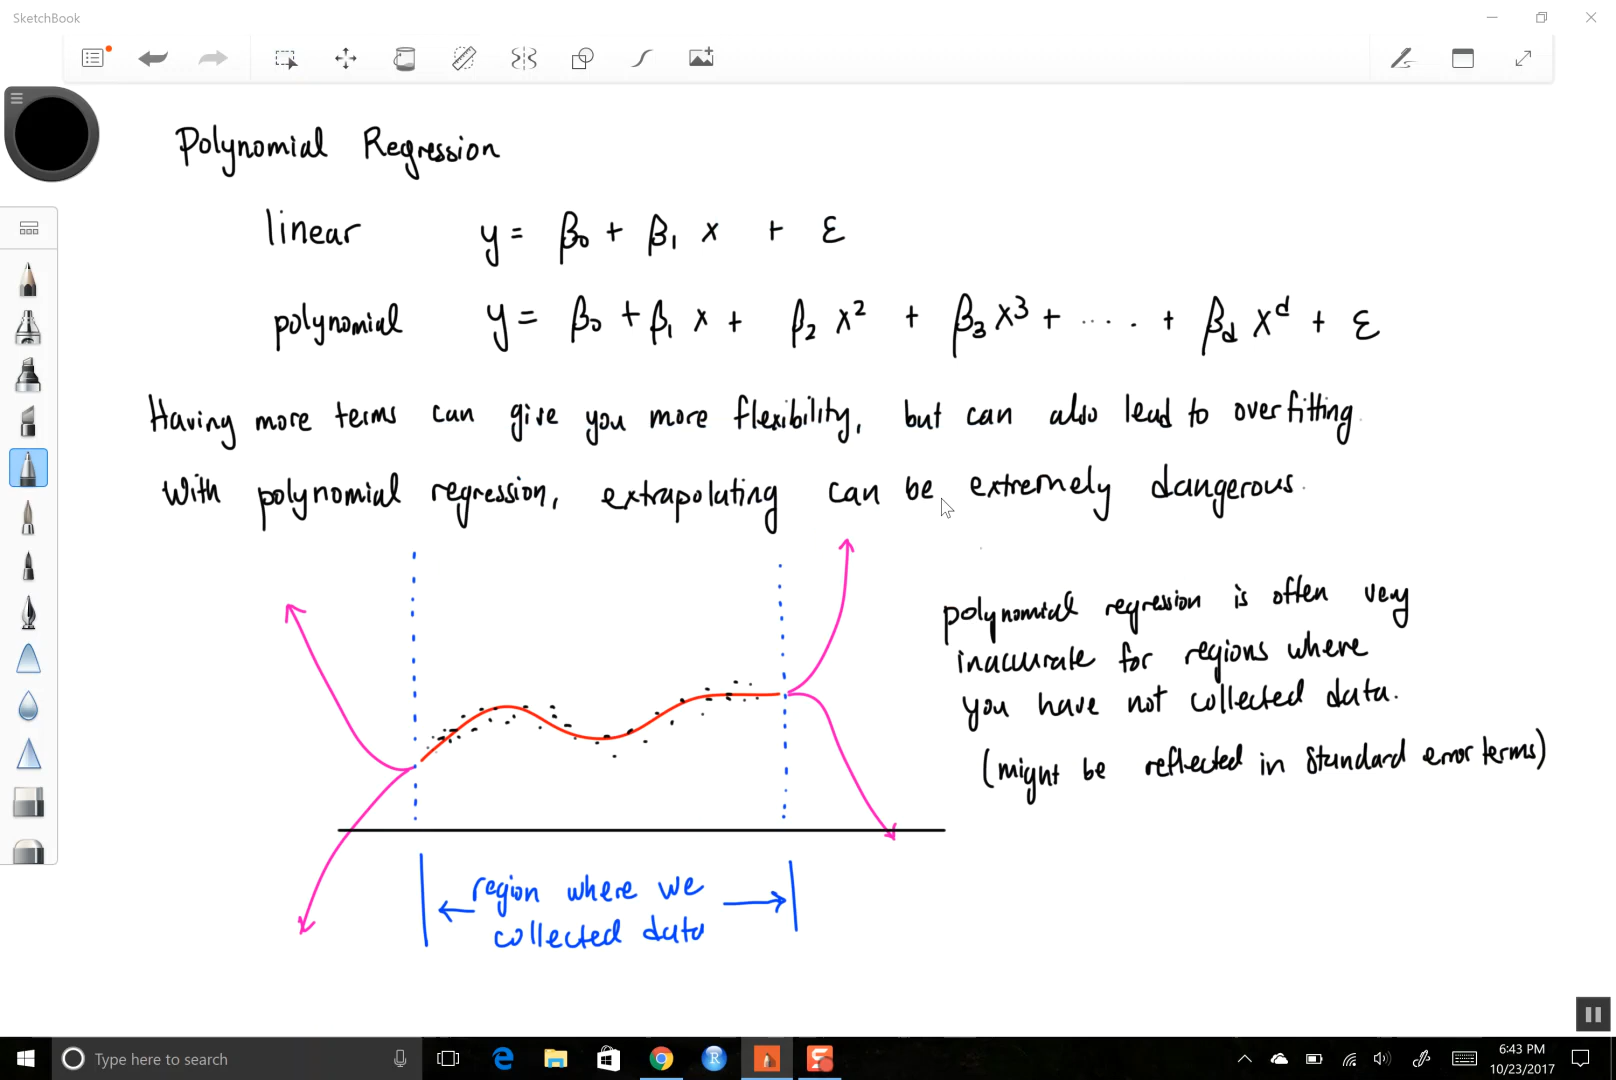 SketchBook
Polynomial Regression
linear y = β₀ + β₁ x + ε
polynomial y = β₀ + β₁ x + β₂ x² + β₃ x³ + ..... + β_d x^d + ε
Having more terms can give you more flexibility, but can also lead to overfitting.
With polynomial regression, extrapolating can be extremely dangerous.
polynomial regression is often very
inaccurate for regions where
you have not collected data.
(might be reflected in standard error terms)
region where we
collected data
Type here to search
6:43 PM
10/23/2017